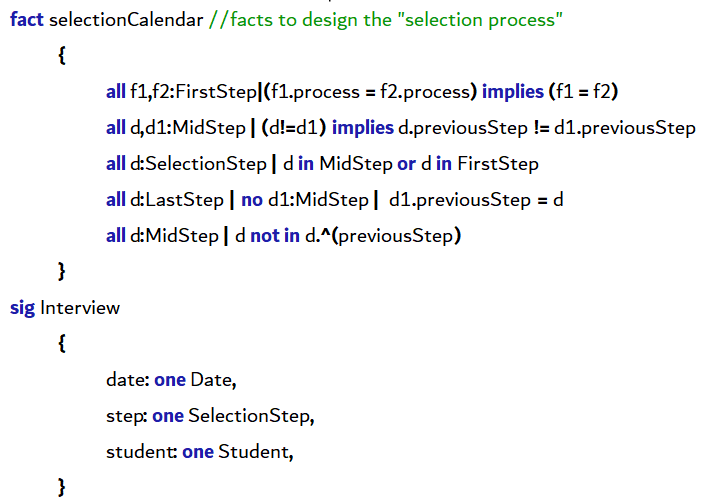 fact selectionCalendar //facts to design the "selection process"
{
all f1,f2:FirstStep|(f1.process = f2.process) implies (f1 = f2)
all d,d1:MidStep | (d!=d1) implies d.previousStep != d1.previousStep
all d:SelectionStep | d in MidStep or d in FirstStep
all d:LastStep | no d1:MidStep | d1.previousStep = d
all d:MidStep | d not in d.^(previousStep)
}
sig Interview
{
date: one Date,
step: one SelectionStep,
student: one Student,
}